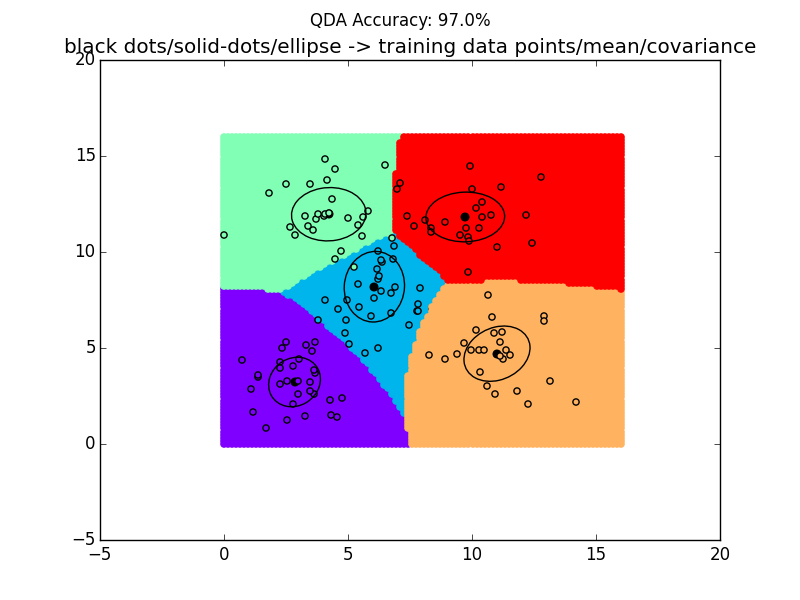 QDA Accuracy: 97.0%
black dots/solid-dots/ellipse -> training data points/mean/covariance
20
15
10
5
0
−5
−5 0 5 10 15 20